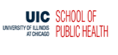 UIC SCHOOL OF
UNIVERSITY OF ILLINOIS PUBLIC HEALTH
AT CHICAGO